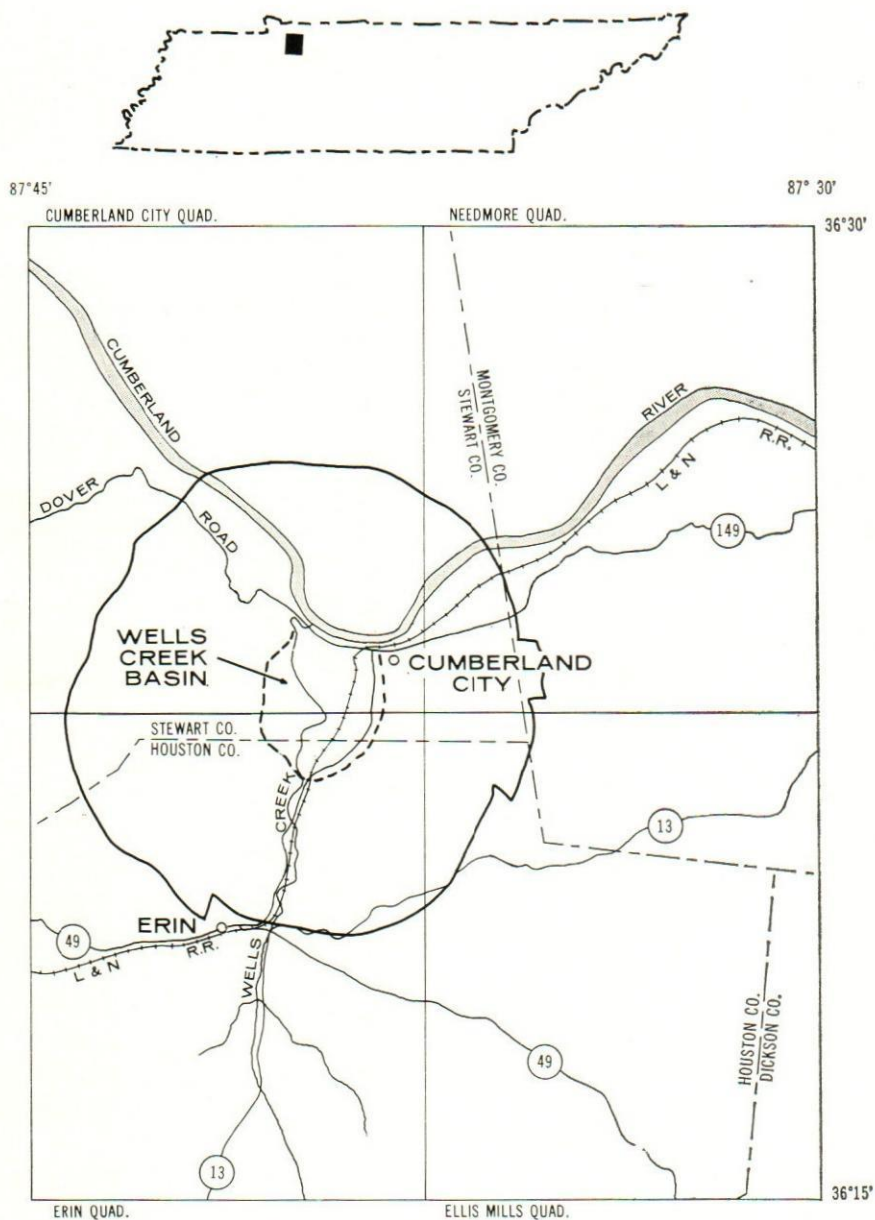 87°45'
87° 30'
CUMBERLAND CITY QUAD.
NEEDMORE QUAD.
36°30'
CUMBERLAND
RIVER
MONTGOMERY CO.
STEWART CO.
L & N
R.R.
DOVER
ROAD
149
WELLS
CREEK
BASIN
CUMBERLAND
CITY
STEWART CO.
HOUSTON CO.
CREEK
13
ERIN
49
L & N
R.R.
WELLS
49
HOUSTON CO.
DICKSON CO.
13
36°15'
ERIN QUAD.
ELLIS MILLS QUAD.